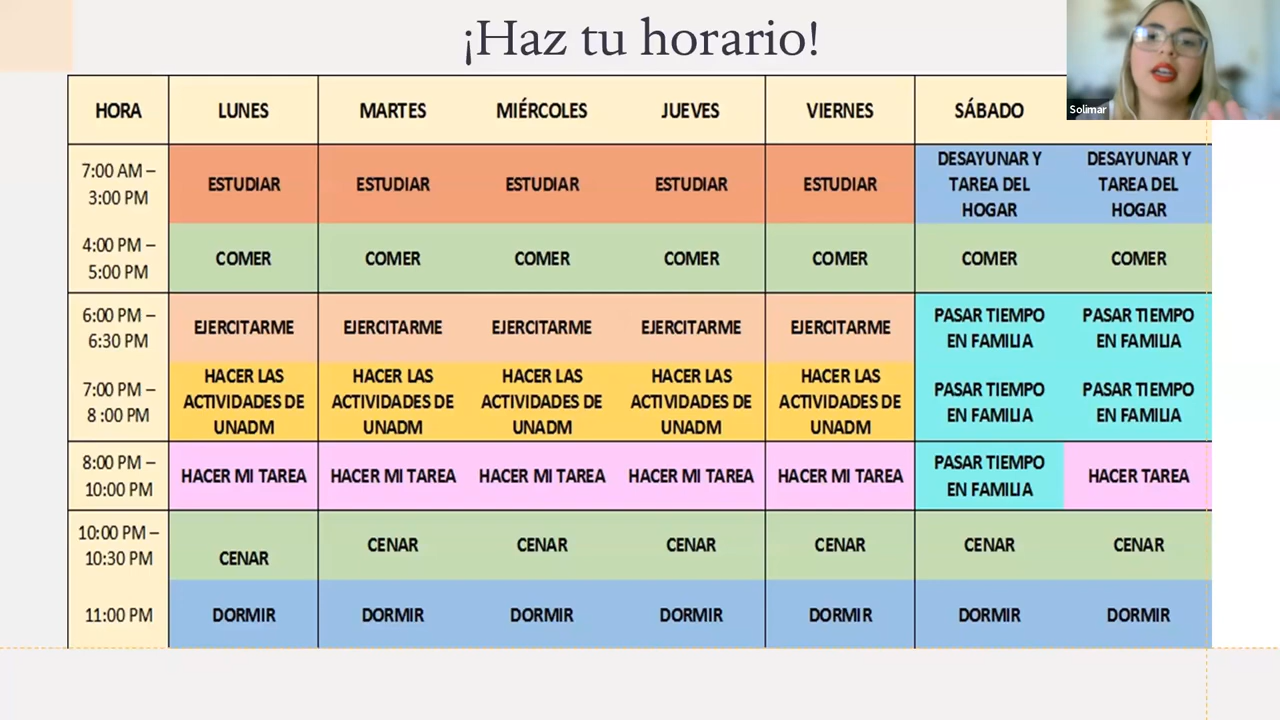 ¡Haz tu horario!
Solimar
HORA LUNES MARTES MIÉRCOLES JUEVES VIERNES SÁBADO
7:00 AM –
3:00 PM
ESTUDIAR ESTUDIAR ESTUDIAR ESTUDIAR ESTUDIAR
DESAYUNAR Y
TAREA DEL
HOGAR
DESAYUNAR Y
TAREA DEL
HOGAR
4:00 PM –
5:00 PM
COMER COMER COMER COMER COMER COMER COMER
6:00 PM –
6:30 PM
EJERCITARME EJERCITARME EJERCITARME EJERCITARME EJERCITARME
PASAR TIEMPO
EN FAMILIA
PASAR TIEMPO
EN FAMILIA
7:00 PM –
8 :00 PM
HACER LAS
ACTIVIDADES DE
UNADM
HACER LAS
ACTIVIDADES DE
UNADM
HACER LAS
ACTIVIDADES DE
UNADM
HACER LAS
ACTIVIDADES DE
UNADM
HACER LAS
ACTIVIDADES DE
UNADM
PASAR TIEMPO
EN FAMILIA
PASAR TIEMPO
EN FAMILIA
8:00 PM –
10:00 PM
HACER MI TAREA HACER MI TAREA HACER MI TAREA HACER MI TAREA HACER MI TAREA
PASAR TIEMPO
EN FAMILIA
HACER TAREA
10:00 PM –
10:30 PM
CENAR CENAR CENAR CENAR CENAR CENAR CENAR
11:00 PM DORMIR DORMIR DORMIR DORMIR DORMIR DORMIR DORMIR